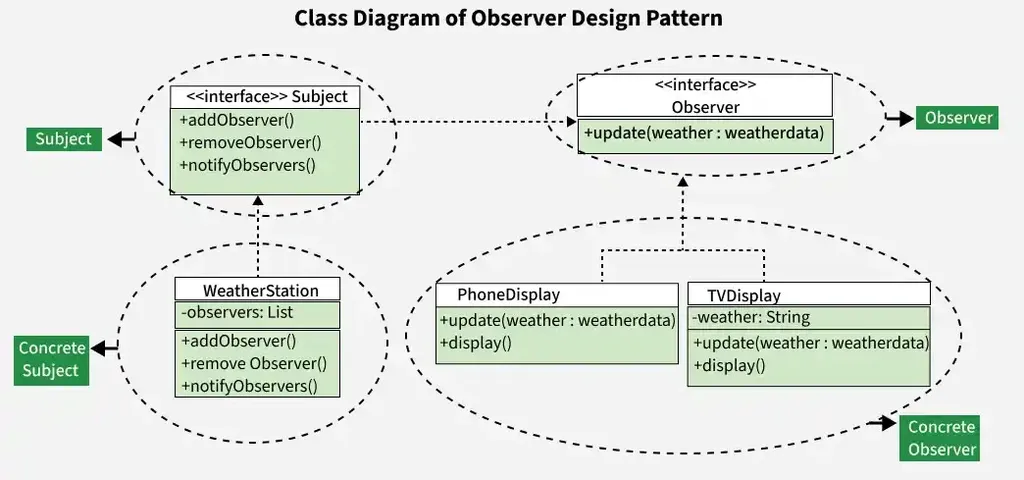 Class Diagram of Observer Design Pattern
<<interface>> Subject
+addObserver()
+removeObserver()
+notifyObservers()
Subject
<<interface>>
Observer
+update(weather : weatherdata)
Observer
WeatherStation
-observers: List
+addObserver()
+remove Observer()
+notifyObservers()
Concrete
Subject
PhoneDisplay
+update(weather : weatherdata)
+display()
TVDisplay
-weather: String
+update(weather : weatherdata)
+display()
Concrete
Observer